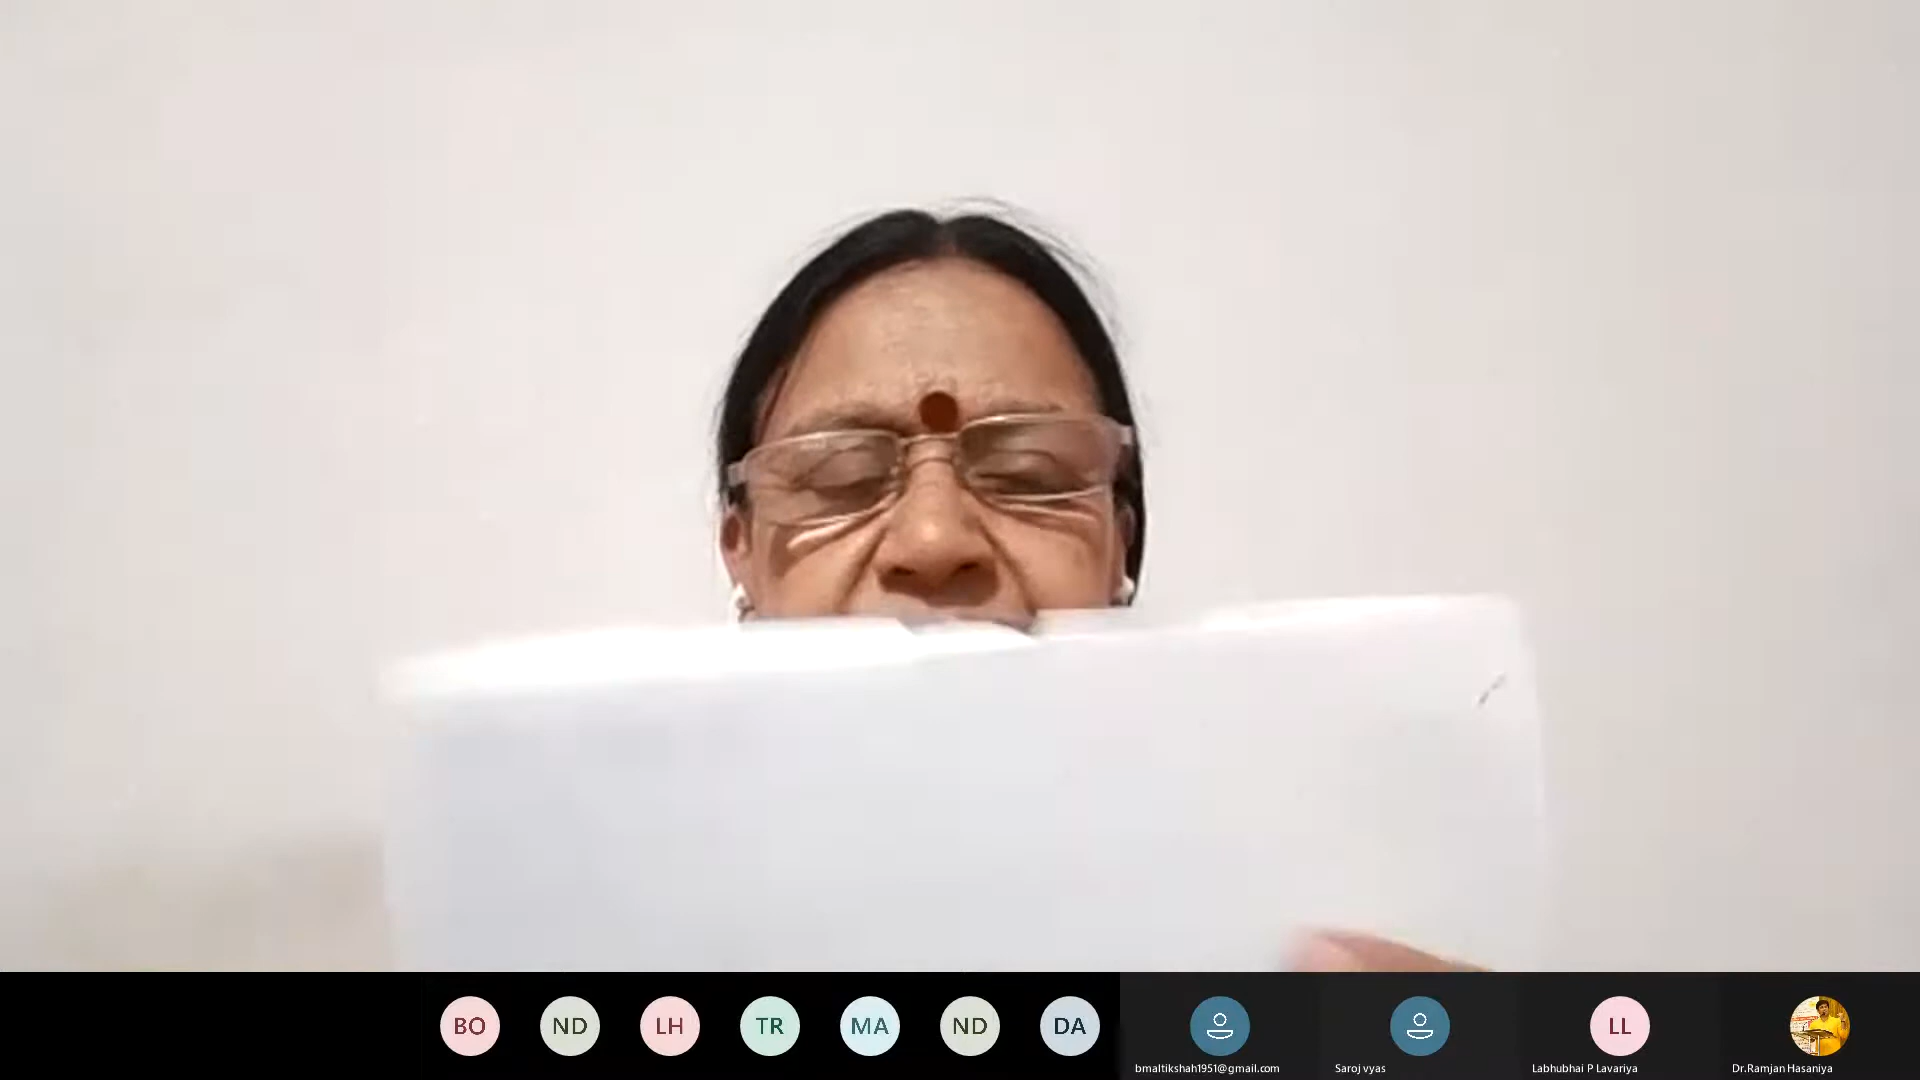 BO ND LH TR MA ND DA LL
bmaltikshah1951@gmail.com Saroj vyas Labhubhai P Lavariya Dr.Ramjan Hasaniya